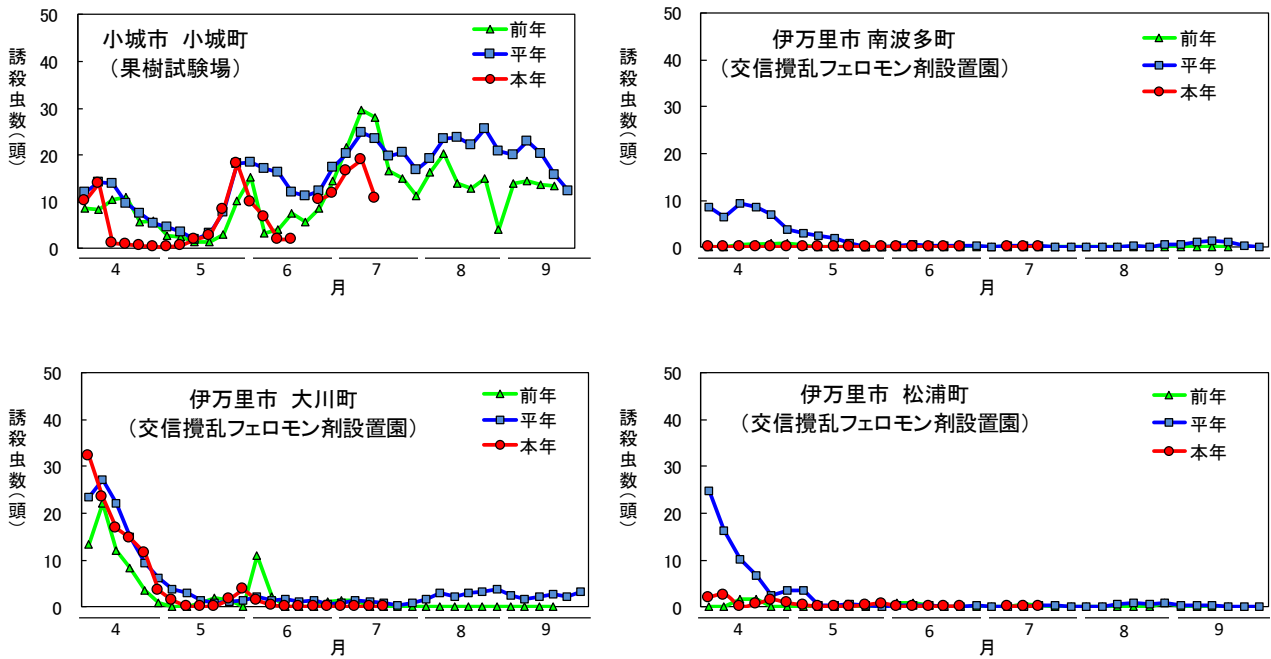 小城市 小城町
（果樹試験場）
前年
平年
本年
誘殺虫数（頭）
50
40
30
20
10
0
4
5
6
7
8
9
月
伊万里市 南波多町
（交信攪乱フェロモン剤設置園）
前年
平年
本年
誘殺虫数（頭）
50
40
30
20
10
0
4
5
6
7
8
9
月
伊万里市 大川町
（交信攪乱フェロモン剤設置園）
前年
平年
本年
誘殺虫数（頭）
50
40
30
20
10
0
4
5
6
7
8
9
月
伊万里市 松浦町
（交信攪乱フェロモン剤設置園）
前年
平年
本年
誘殺虫数（頭）
50
40
30
20
10
0
4
5
6
7
8
9
月